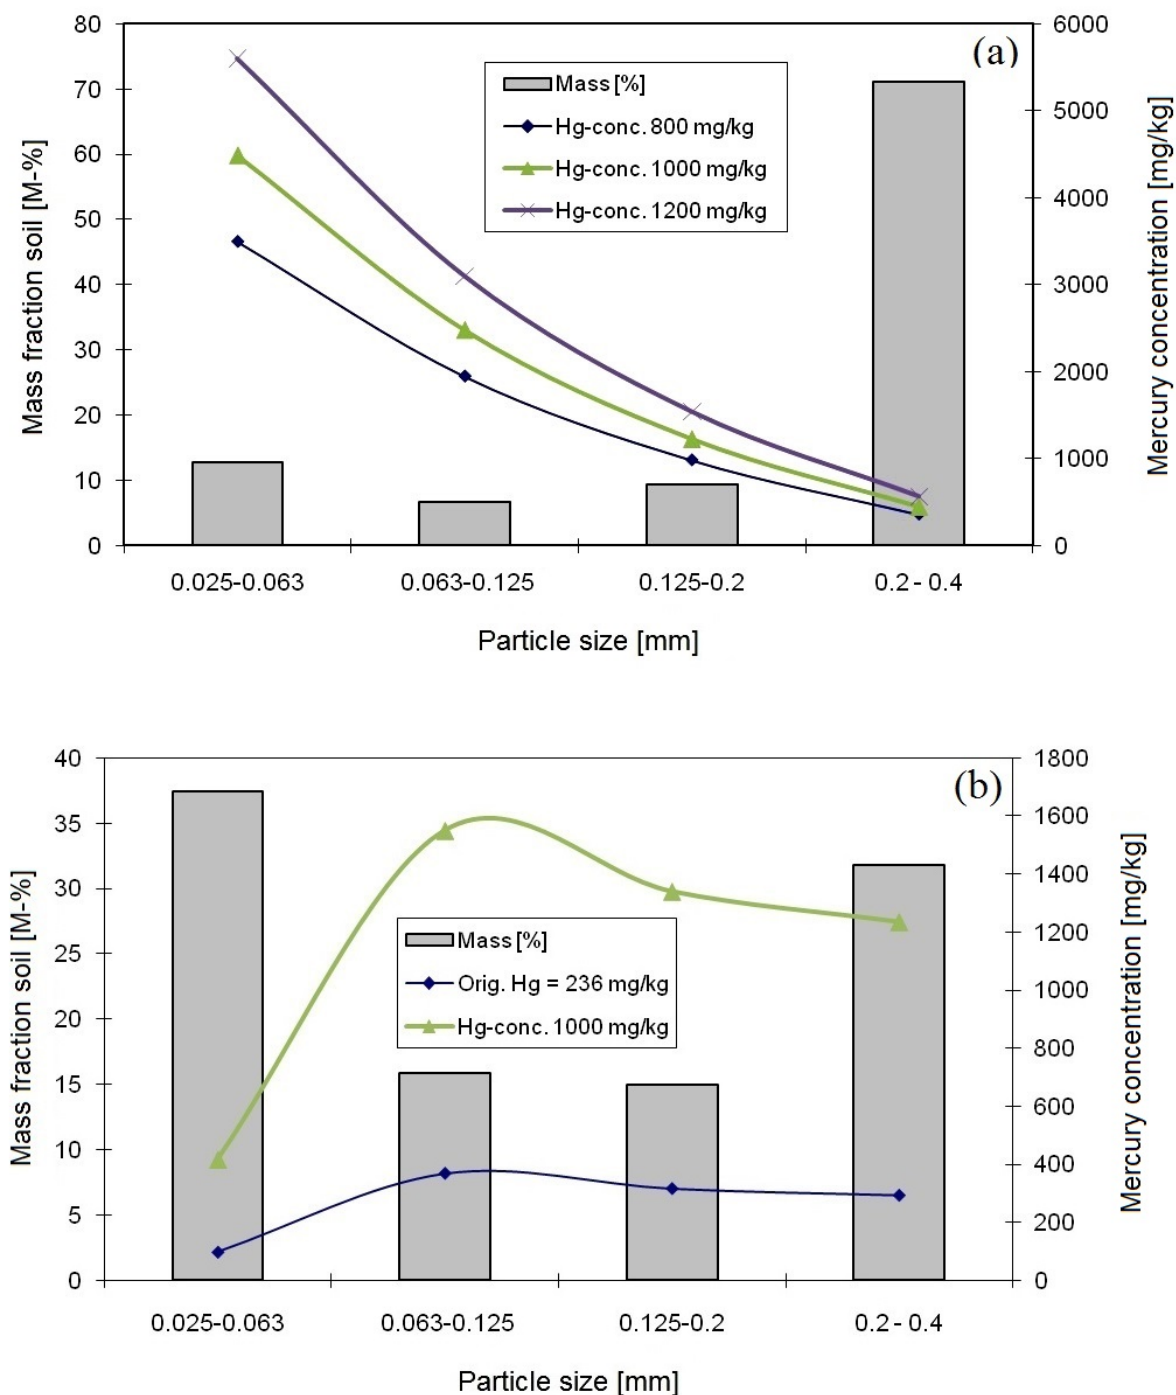 (a)
Mass [%]
Hg-conc. 800 mg/kg
Hg-conc. 1000 mg/kg
Hg-conc. 1200 mg/kg
Mass fraction soil [M-%]
80
70
60
50
40
30
20
10
0
Mercury concentration [mg/kg]
6000
5000
4000
3000
2000
1000
0
0.025-0.063 0.063-0.125 0.125-0.2 0.2 - 0.4
Particle size [mm]
(b)
Mass [%]
Orig. Hg = 236 mg/kg
Hg-conc. 1000 mg/kg
Mass fraction soil [M-%]
40
35
30
25
20
15
10
5
0
Mercury concentration [mg/kg]
1800
1600
1400
1200
1000
800
600
400
200
0
0.025-0.063 0.063-0.125 0.125-0.2 0.2 - 0.4
Particle size [mm]